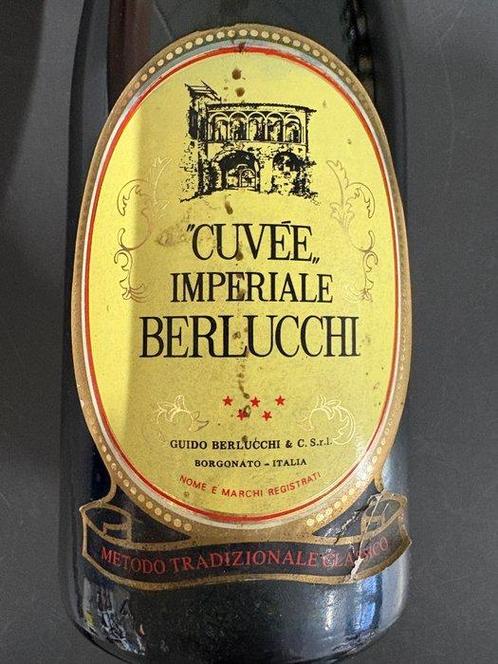 "CUVÉE„
IMPERIALE
BERLUCCHI
GUIDO BERLUCCHI & C. S.r.l.
BORGONATO - ITALIA
NOME E MARCHI REGISTRATI
METODO TRADIZIONALE CLASSICO